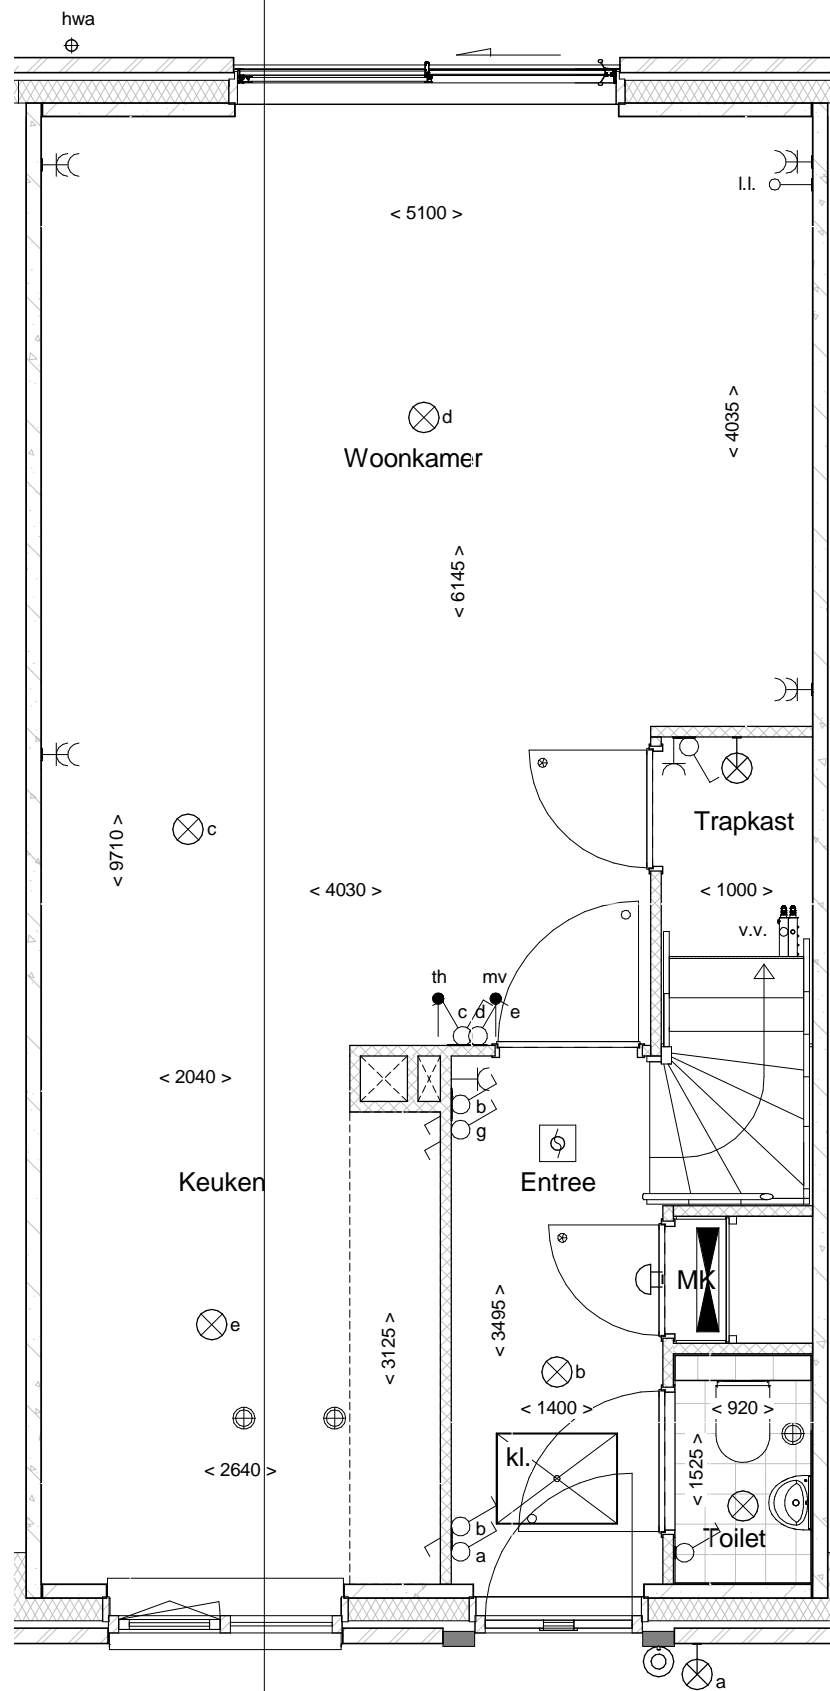 hwa
l.l.
< 5100 >
< 4035 >
d
Woonkamer
< 6145 >
Trapkast
c
< 9710 >
< 4030 >
< 1000 >
v.v.
th
mv
c
d
e
< 2040 >
b
g
Keuken
Entree
MK
e
< 3125 >
< 3495 >
b
< 1400 >
< 920 >
kl.
< 2640 >
< 1525 >
b
Toilet
a
a